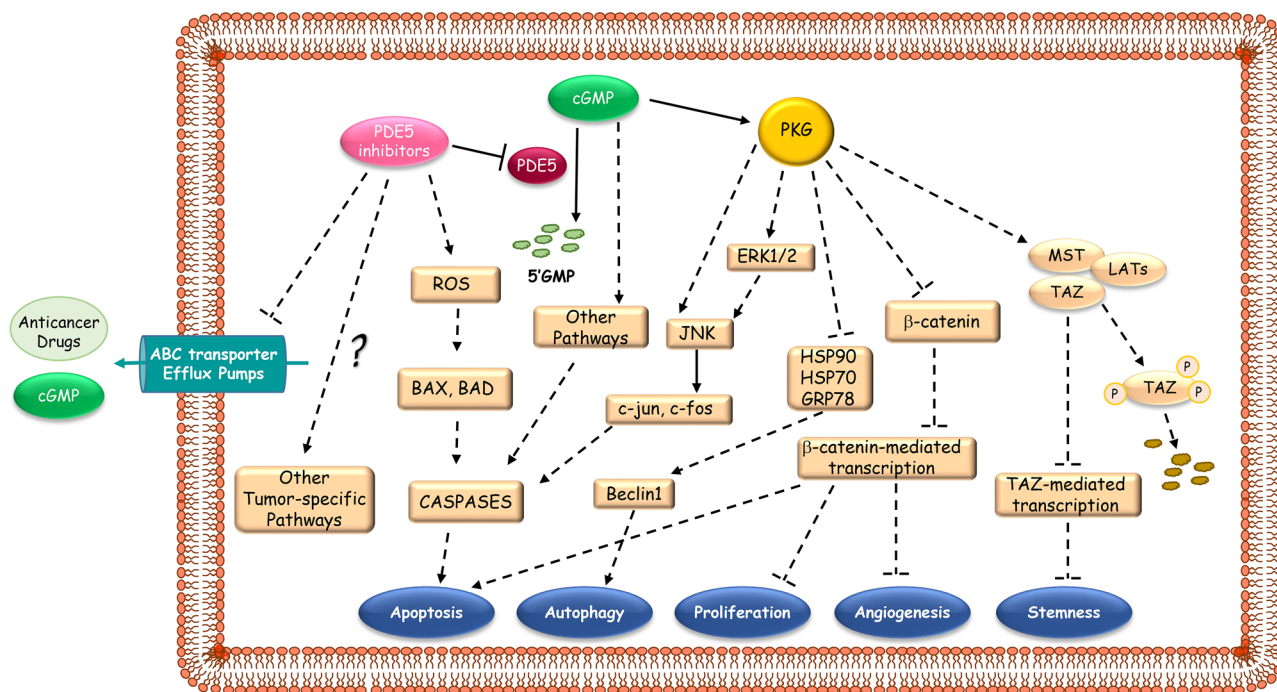 cGMP
PDE5
inhibitors
PKG
PDE5
5'GMP
ERK1/2
MST
LATs
TAZ
ROS
Anticancer
Drugs
cGMP
ABC transporter
Efflux Pumps
?
Other
Pathways
JNK
β-catenin
HSP90
HSP70
GRP78
BAX, BAD
c-jun, c-fos
P
P
TAZ
P
β-catenin-mediated
transcription
Other
Tumor-specific
Pathways
CASPASES
Beclin1
TAZ-mediated
transcription
Apoptosis
Autophagy
Proliferation
Angiogenesis
Stemness